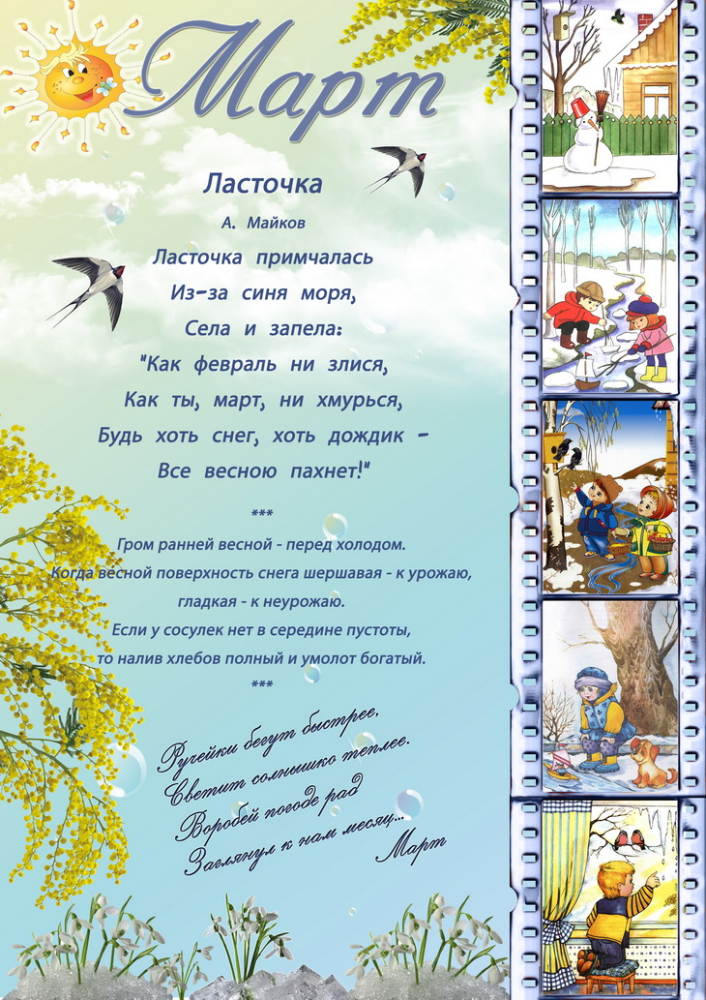 Март
Ласточка
А. Майков
Ласточка примчалась
Из-за синя моря,
Села и запела:
"Как февраль ни злися,
Как ты, март, ни хмурься,
Будь хоть снег, хоть дождик -
Все весною пахнет!"
***
Гром ранней весной - перед холодом.
Когда весной поверхность снега шершавая - к урожаю,
гладкая - к неурожаю.
Если у сосулек нет в середине пустоты,
то налив хлебов полный и умолот богатый.
***
Ручейки бегут быстрее,
Светит солнышко теплее.
Воробей погоде рад
Заглянул к нам месяц...
Март